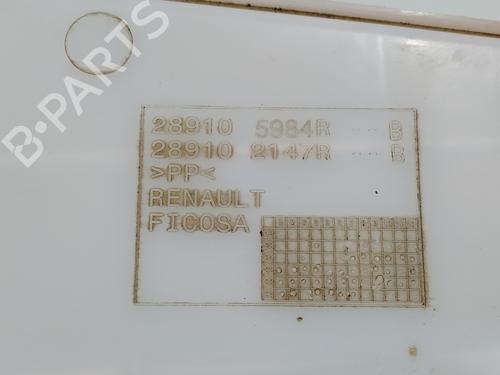 B-PARTS
28910 5984R -- B
28910 2147R -- B
>PP<
RENAULT
FICOSA